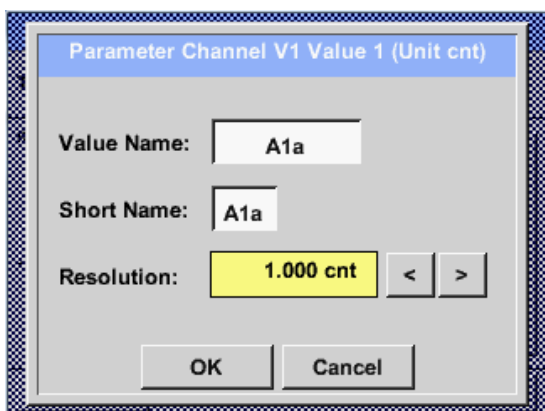 Parameter Channel V1 Value 1 (Unit cnt)
Value Name: A1a
Short Name: A1a
Resolution: 1.000 cnt < >
OK Cancel